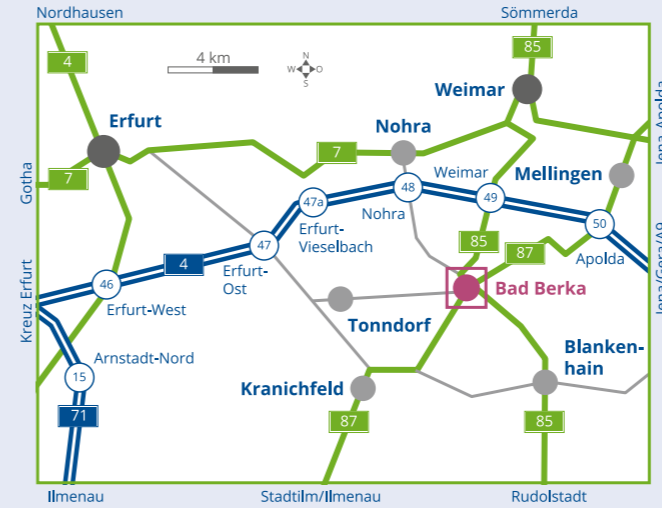 Nordhausen
Sömmerda
4
4 km
N
W O
S
85
Weimar
Erfurt
Nohra
Jena Apolda
Gotha
7
7
Weimar
Mellingen
47a
48
49
Nohra
Erfurt-
Vieselbach
50
85
87
Apolda
4
47
Erfurt-
Ost
Jena/Gera/A9
Kreuz Erfurt
46
Erfurt-West
Bad Berka
Tonndorf
Arnstadt-Nord
15
Blanken-
hain
Kranichfeld
71
87
85
Ilmenau
Stadtilm/Ilmenau
Rudolstadt